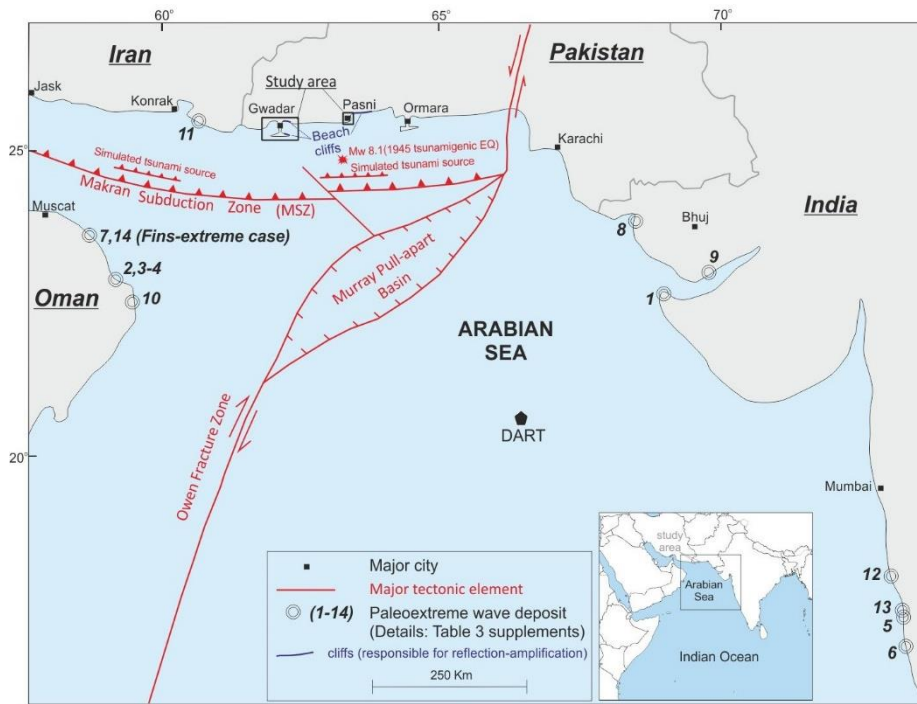 60
65
70
Iran
Pakistan
Study area
Jask
Konrak
Gwadar
Pasni
Ormara
Karachi
11
Beach
cliffs
Mw 8.1(1945 tsunamigenic EQ)
Simulated tsunami source
Simulated tsunami source
25
Makran Subduction Zone (MSZ)
India
Muscat
Bhuj
8
7,14 (Fins-extreme case)
9
2,3-4
Murray Pull-apart
Basin
1
Oman
10
ARABIAN
SEA
DART
20
Owen Fracture Zone
Mumbai
12
13
5
6
Major city
Major tectonic element
(1-14) Paleoextreme wave deposit
(Details: Table 3 supplements)
cliffs (responsible for reflection-amplification)
250 Km
study
area
Arabian
Sea
Indian Ocean